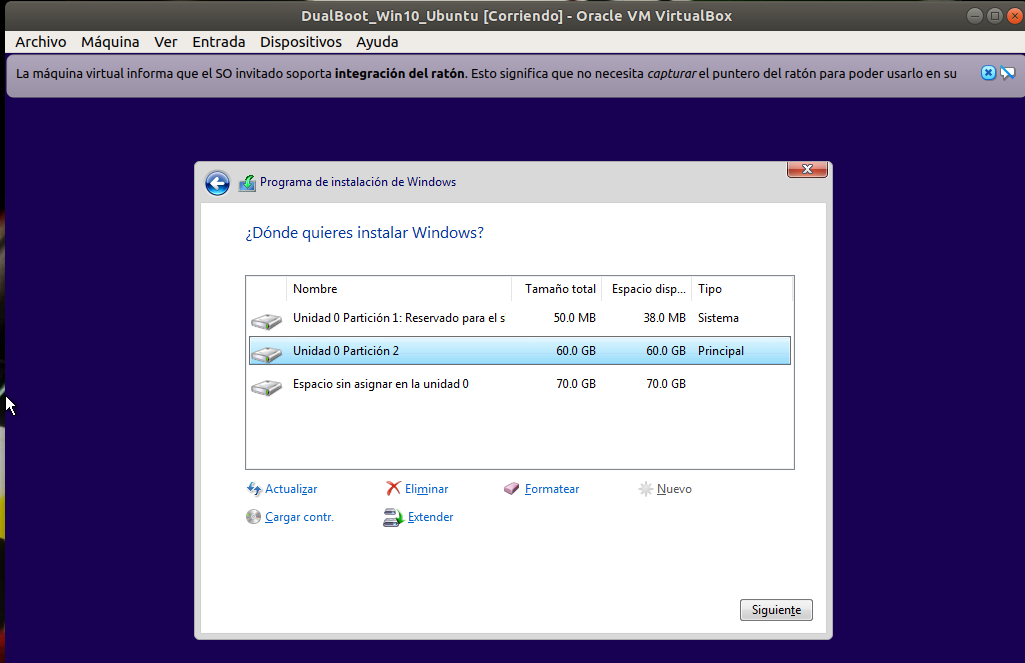 DualBoot_Win10_Ubuntu [Corriendo] - Oracle VM VirtualBox
Archivo Máquina Ver Entrada Dispositivos Ayuda
La máquina virtual informa que el SO invitado soporta integración del ratón. Esto significa que no necesita capturar el puntero del ratón para poder usarlo en su
Programa de instalación de Windows
¿Dónde quieres instalar Windows?
Nombre Tamaño total Espacio disp... Tipo
Unidad 0 Partición 1: Reservado para el s 50.0 MB 38.0 MB Sistema
Unidad 0 Partición 2 60.0 GB 60.0 GB Principal
Espacio sin asignar en la unidad 0 70.0 GB 70.0 GB
Actualizar Eliminar Formatear Nuevo
Cargar contr. Extender
Siguiente